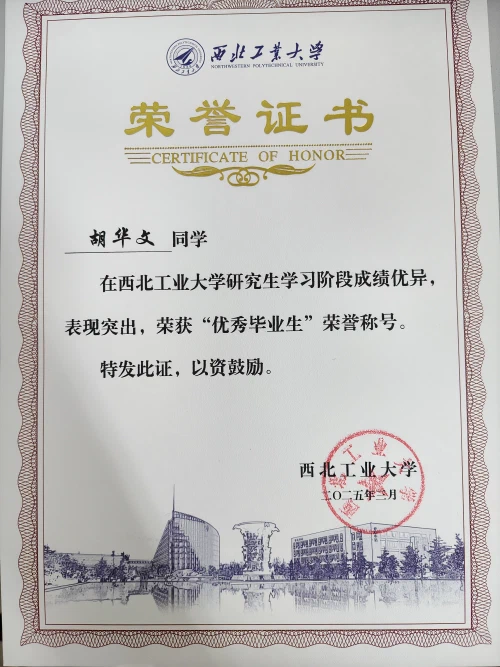 西北工业大学
NORTHWESTERN POLYTECHNICAL UNIVERSITY
荣誉证书
CERTIFICATE OF HONOR
胡华文 同学
在西北工业大学研究生学习阶段成绩优异，
表现突出，荣获“优秀毕业生”荣誉称号。
特发此证，以资鼓励。
西北工业大学
二〇二五年三月